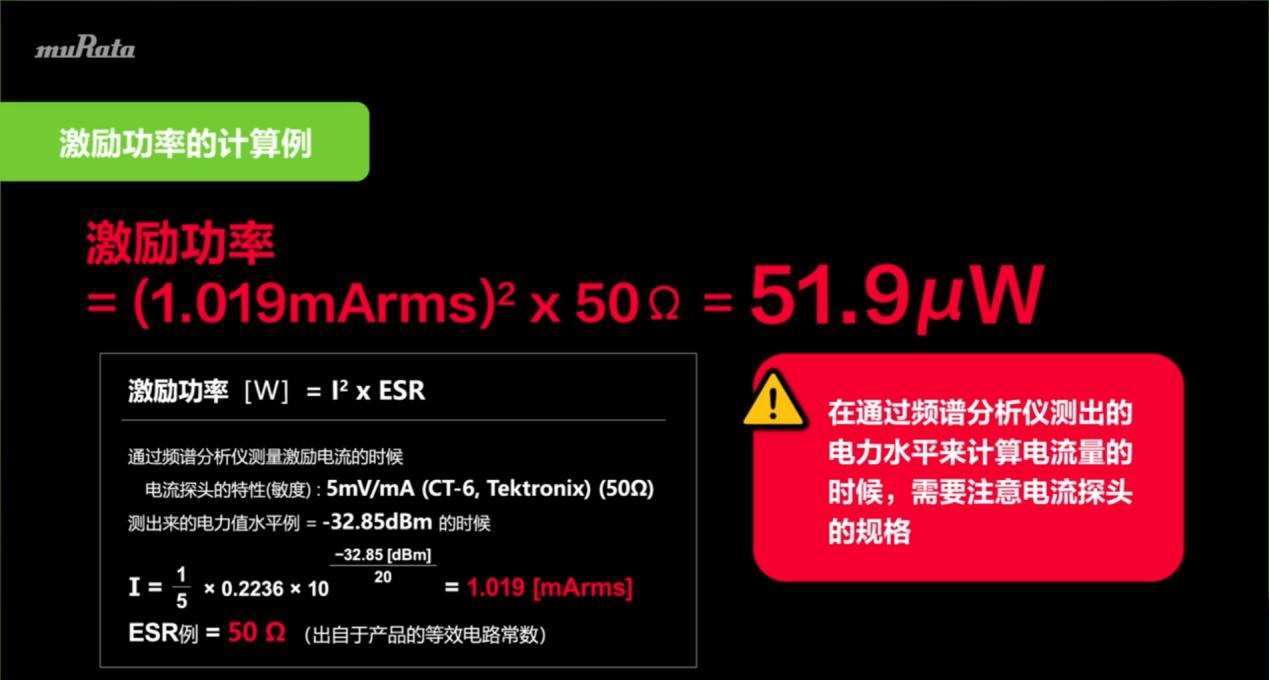 muRata
激励功率的计算例
激励功率
= (1.019mArms)² x 50Ω = 51.9μW
激励功率 [W] = I² x ESR
通过频谱分析仪测量激励电流的时候
电流探头的特性(敏度) : 5mV/mA (CT-6, Tektronix) (50Ω)
测出来的电力值水平例 = -32.85dBm 的时候
I = 1/5 × 0.2236 × 10^(−32.85 [dBm]/20) = 1.019 [mArms]
ESR例 = 50 Ω （出自于产品的等效电路常数）
在通过频谱分析仪测出的
电力水平来计算电流量的
时候，需要注意电流探头
的规格